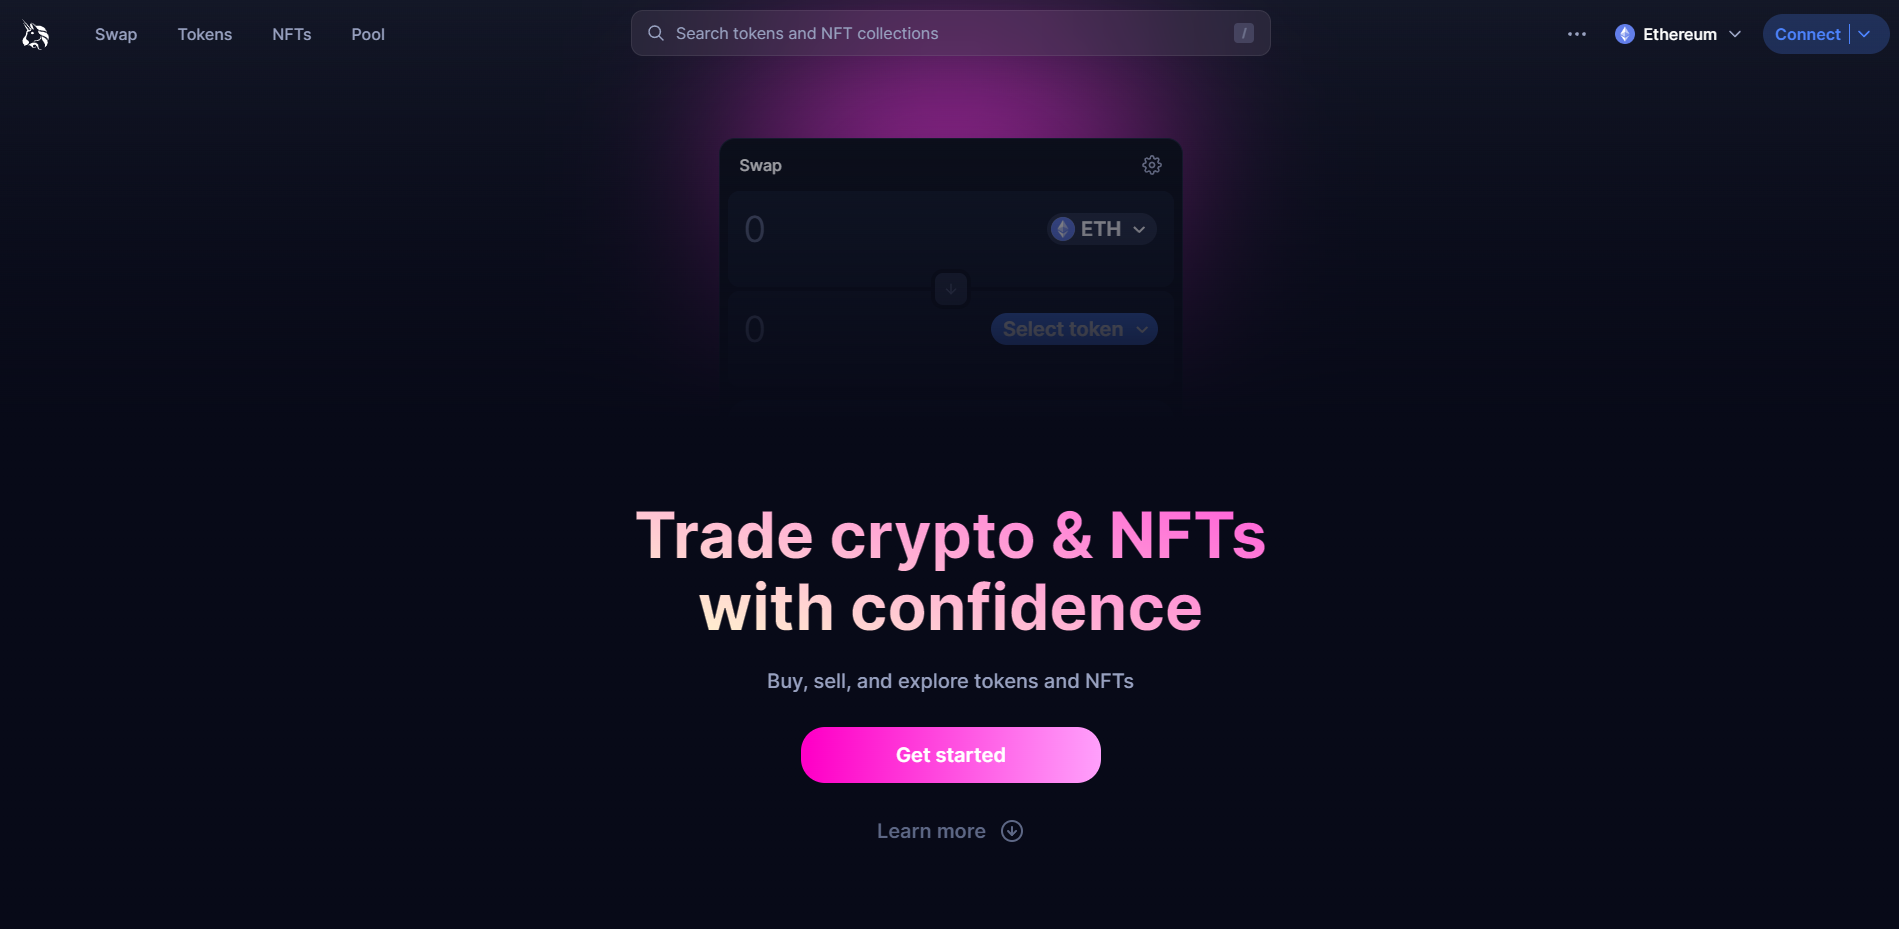 Swap
Tokens
NFTs
Pool
Search tokens and NFT collections
/
Ethereum
Connect
Swap
0
ETH
0
Select token
Trade crypto & NFTs
with confidence
Buy, sell, and explore tokens and NFTs
Get started
Learn more